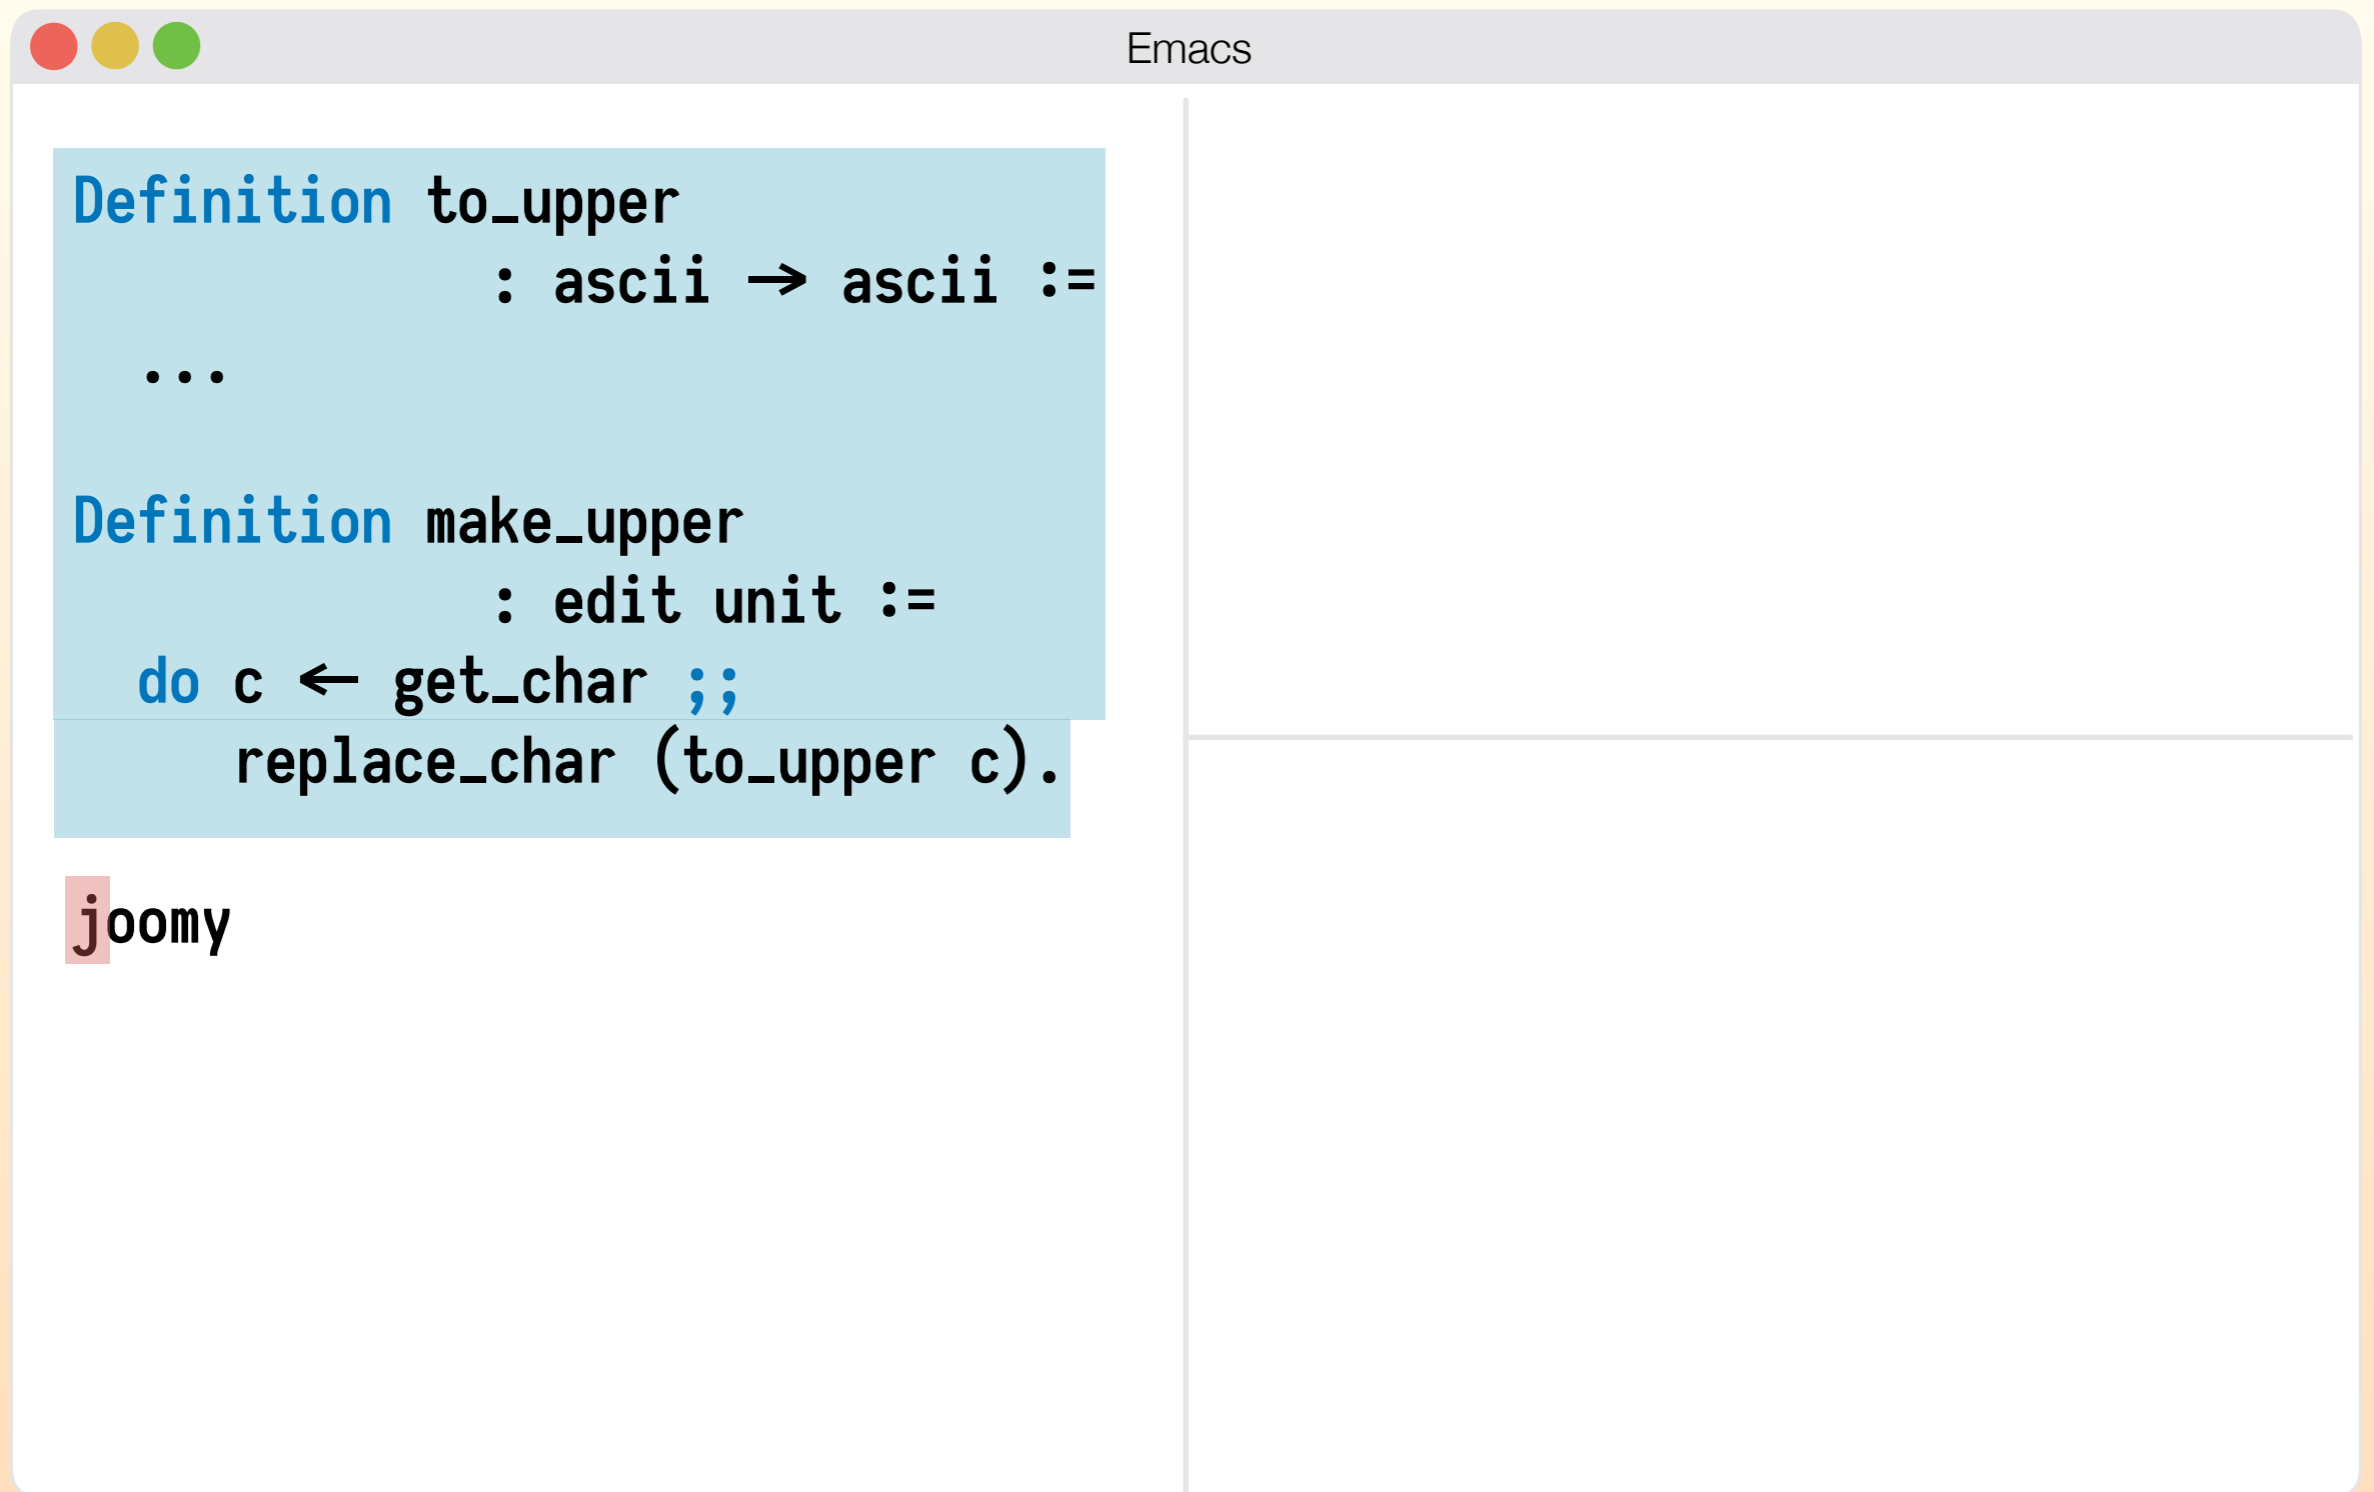 Emacs
Definition to_upper
: ascii → ascii :=
...
Definition make_upper
: edit unit :=
do c ← get_char ;;
replace_char (to_upper c).
joomy